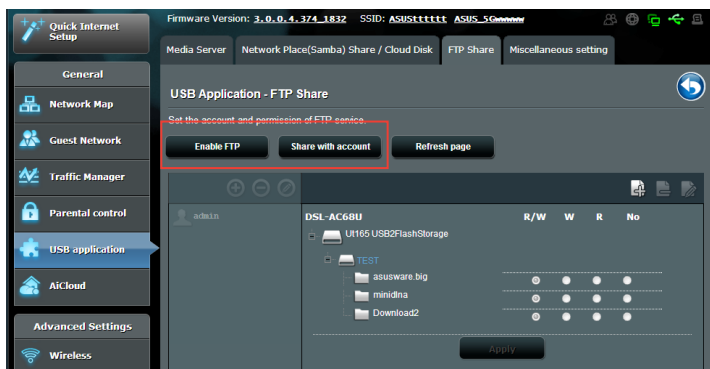 Quick Internet
Setup
Firmware Version: 3.0.0.4.374_1832 SSID: ASUStttttt ASUS_5Gwwwww
Media Server Network Place(Samba) Share / Cloud Disk FTP Share Miscellaneous setting
General
Network Map
Guest Network
Traffic Manager
Parental control
USB application
AiCloud
Advanced Settings
Wireless
USB Application - FTP Share
Set the account and permission of FTP service.
Enable FTP Share with account Refresh page
admin
DSL-AC68U R/W W R No
Ut165 USB2FlashStorage
TEST
asusware.big
minidlna
Download2
Apply